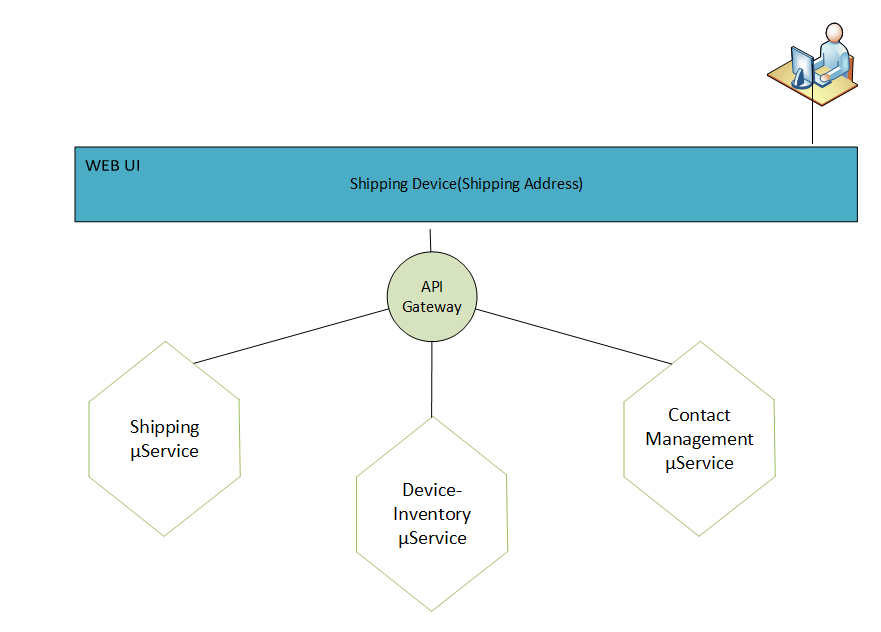 WEB UI
Shipping Device(Shipping Address)
API
Gateway
Shipping
µService
Device-
Inventory
µService
Contact
Management
µService